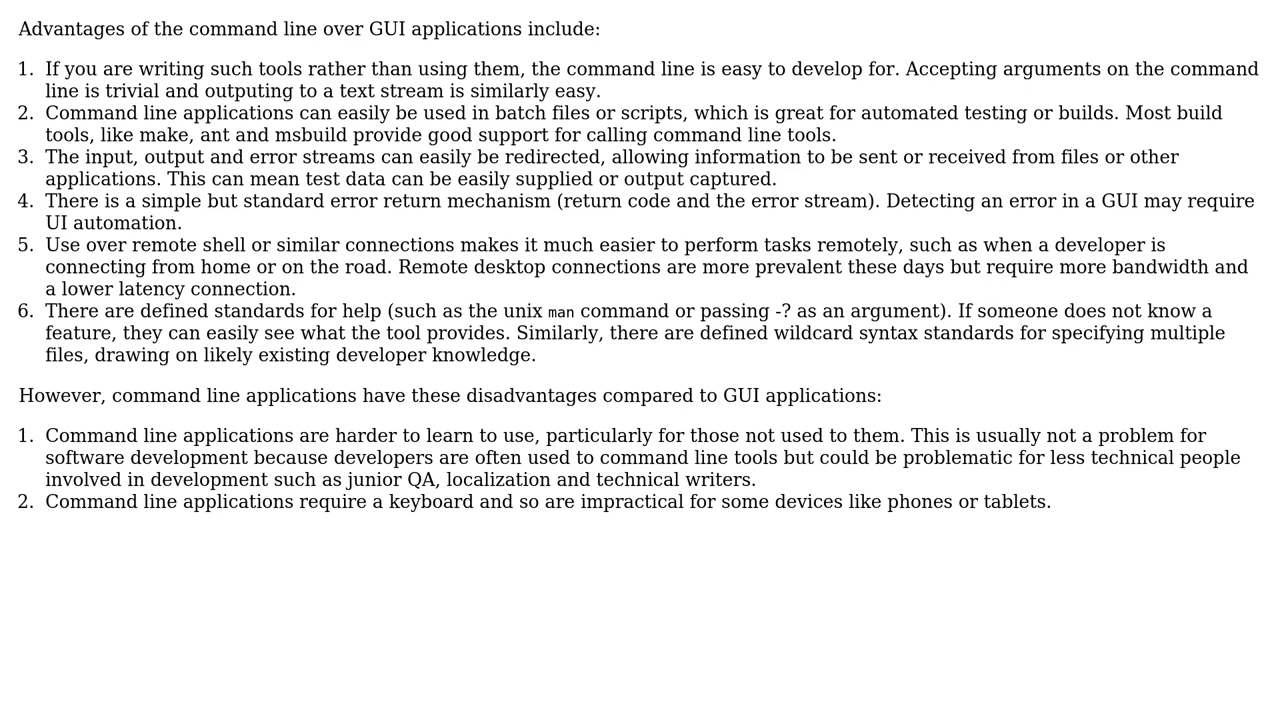 Advantages of the command line over GUI applications include:
1. If you are writing such tools rather than using them, the command line is easy to develop for. Accepting arguments on the command
line is trivial and outputing to a text stream is similarly easy.
2. Command line applications can easily be used in batch files or scripts, which is great for automated testing or builds. Most build
tools, like make, ant and msbuild provide good support for calling command line tools.
3. The input, output and error streams can easily be redirected, allowing information to be sent or received from files or other
applications. This can mean test data can be easily supplied or output captured.
4. There is a simple but standard error return mechanism (return code and the error stream). Detecting an error in a GUI may require
UI automation.
5. Use over remote shell or similar connections makes it much easier to perform tasks remotely, such as when a developer is
connecting from home or on the road. Remote desktop connections are more prevalent these days but require more bandwidth and
a lower latency connection.
6. There are defined standards for help (such as the unix man command or passing -? as an argument). If someone does not know a
feature, they can easily see what the tool provides. Similarly, there are defined wildcard syntax standards for specifying multiple
files, drawing on likely existing developer knowledge.
However, command line applications have these disadvantages compared to GUI applications:
1. Command line applications are harder to learn to use, particularly for those not used to them. This is usually not a problem for
software development because developers are often used to command line tools but could be problematic for less technical people
involved in development such as junior QA, localization and technical writers.
2. Command line applications require a keyboard and so are impractical for some devices like phones or tablets.